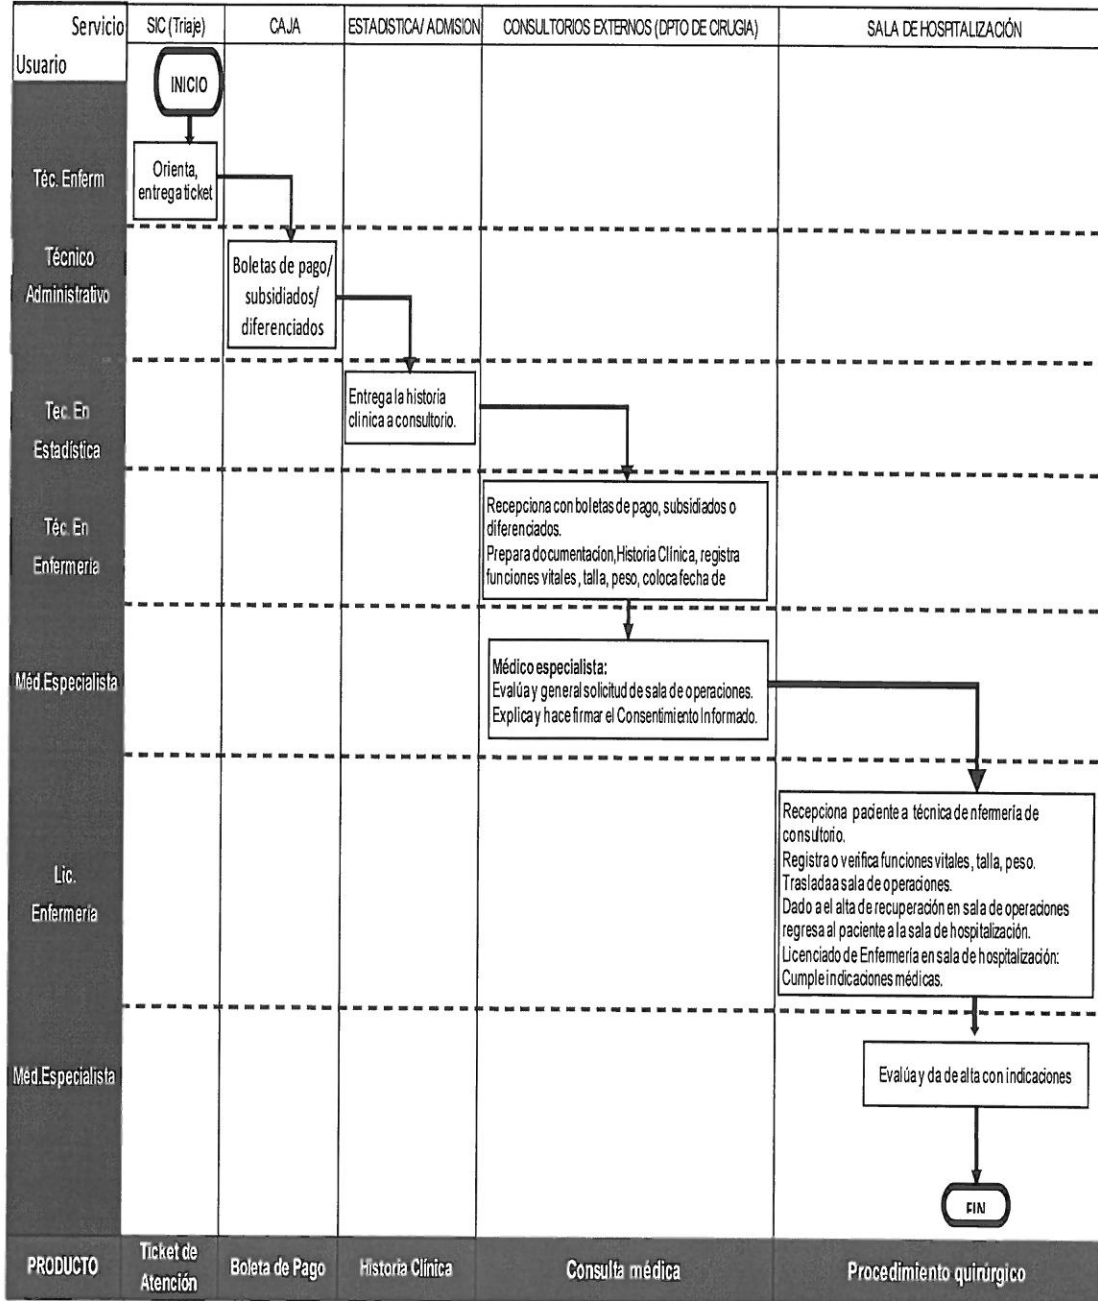 Servicio
SIC (Triaje)
CAJA
ESTADISTICA/ ADMISION
CONSULTORIOS EXTERNOS (DPTO DE CIRUGIA)
SALA DE HOSPITALIZACIÓN
Usuario
INICIO
Téc. Enferm
Orienta,
entrega ticket
Técnico
Administrativo
Boletas de pago/
subsidiados/
diferenciados
Tec. En
Estadística
Entrega la historia
clinica a consultorio.
Téc. En
Enfermeria
Recepciona con boletas de pago, subsidiados o
diferenciados.
Prepara documentacion, Historia Clínica, registra
funciones vitales, talla, peso, coloca fecha de
Méd.Especialista
Médico especialista:
Evalúa y general solicitud de sala de operaciones.
Explica y hace firmar el Consentimiento Informado.
Lic.
Enfermería
Recepciona paciente a técnica de nfermería de
consultorio.
Registra o verifica funciones vitales, talla, peso.
Traslada a sala de operaciones.
Dado a el alta de recuperación en sala de operaciones
regresa al paciente a la sala de hospitalización.
Licenciado de Enfermería en sala de hospitalización:
Cumple indicaciones médicas.
Méd.Especialista
Evalúa y da de alta con indicaciones
FIN
PRODUCTO
Ticket de
Atención
Boleta de Pago
Historia Clínica
Consulta médica
Procedimiento quirúrgico